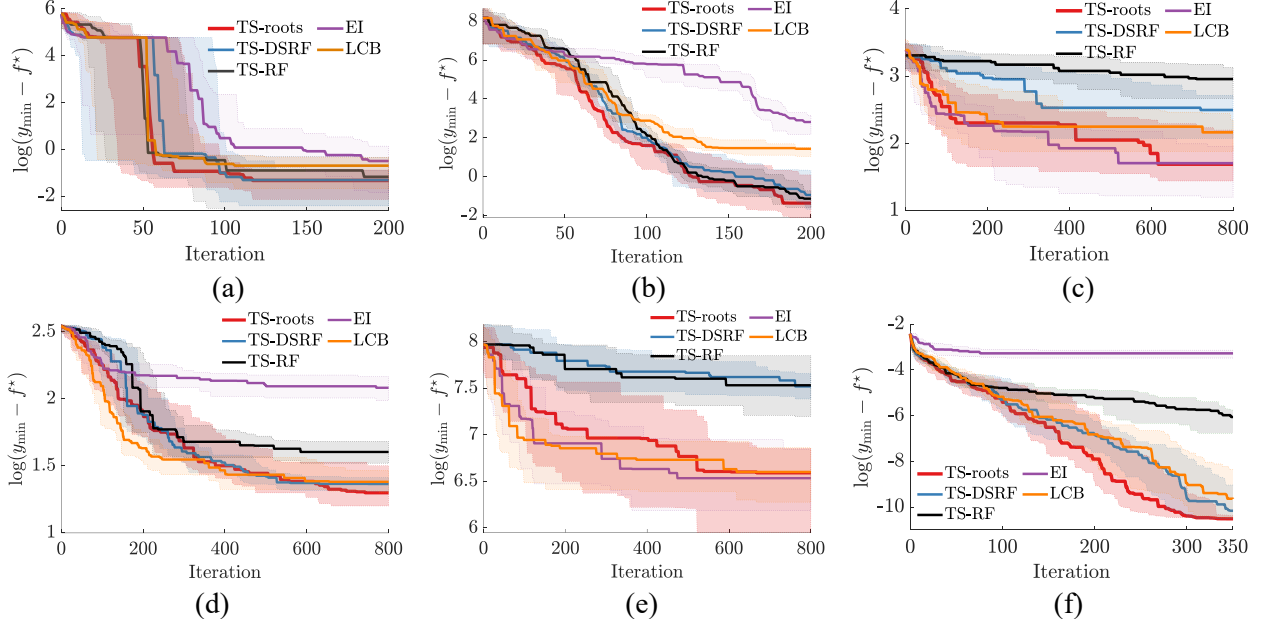 log(y_min − f*)
6
4
2
0
-2
0 50 100 150 200
Iteration
TS-roots EI
TS-DSRF LCB
TS-RF
(a)
log(y_min − f*)
8
6
4
2
0
-2
0 50 100 150 200
Iteration
TS-roots EI
TS-DSRF LCB
TS-RF
(b)
log(y_min − f*)
4
3
2
1
0 200 400 600 800
Iteration
TS-roots EI
TS-DSRF LCB
TS-RF
(c)
log(y_min − f*)
2.5
2
1.5
1
0 200 400 600 800
Iteration
TS-roots EI
TS-DSRF LCB
TS-RF
(d)
log(y_min − f*)
8
7.5
7
6.5
6
0 200 400 600 800
Iteration
TS-roots EI
TS-DSRF LCB
TS-RF
(e)
log(y_min − f*)
-2
-4
-6
-8
-10
0 100 200 300 350
Iteration
TS-roots EI
TS-DSRF LCB
TS-RF
(f)